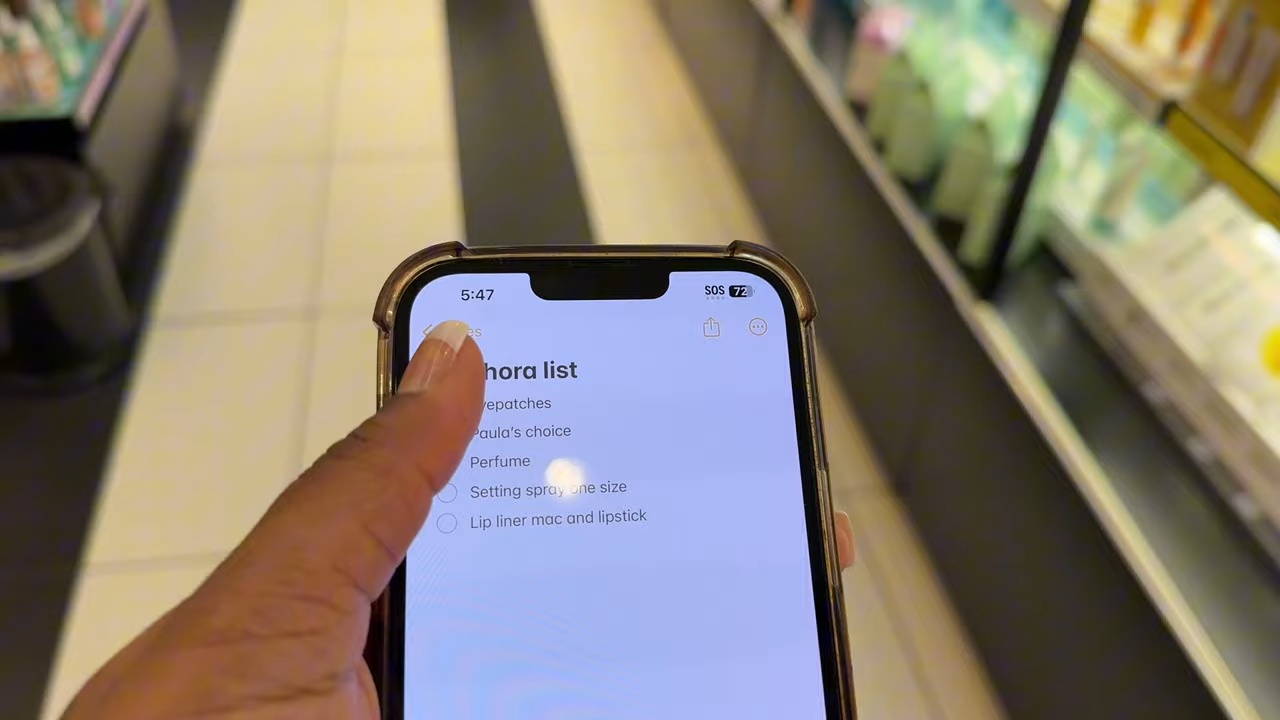 5:47
SOS 72
hora list
yepatches
Paula's choice
Perfume
Setting spray one size
Lip liner mac and lipstick